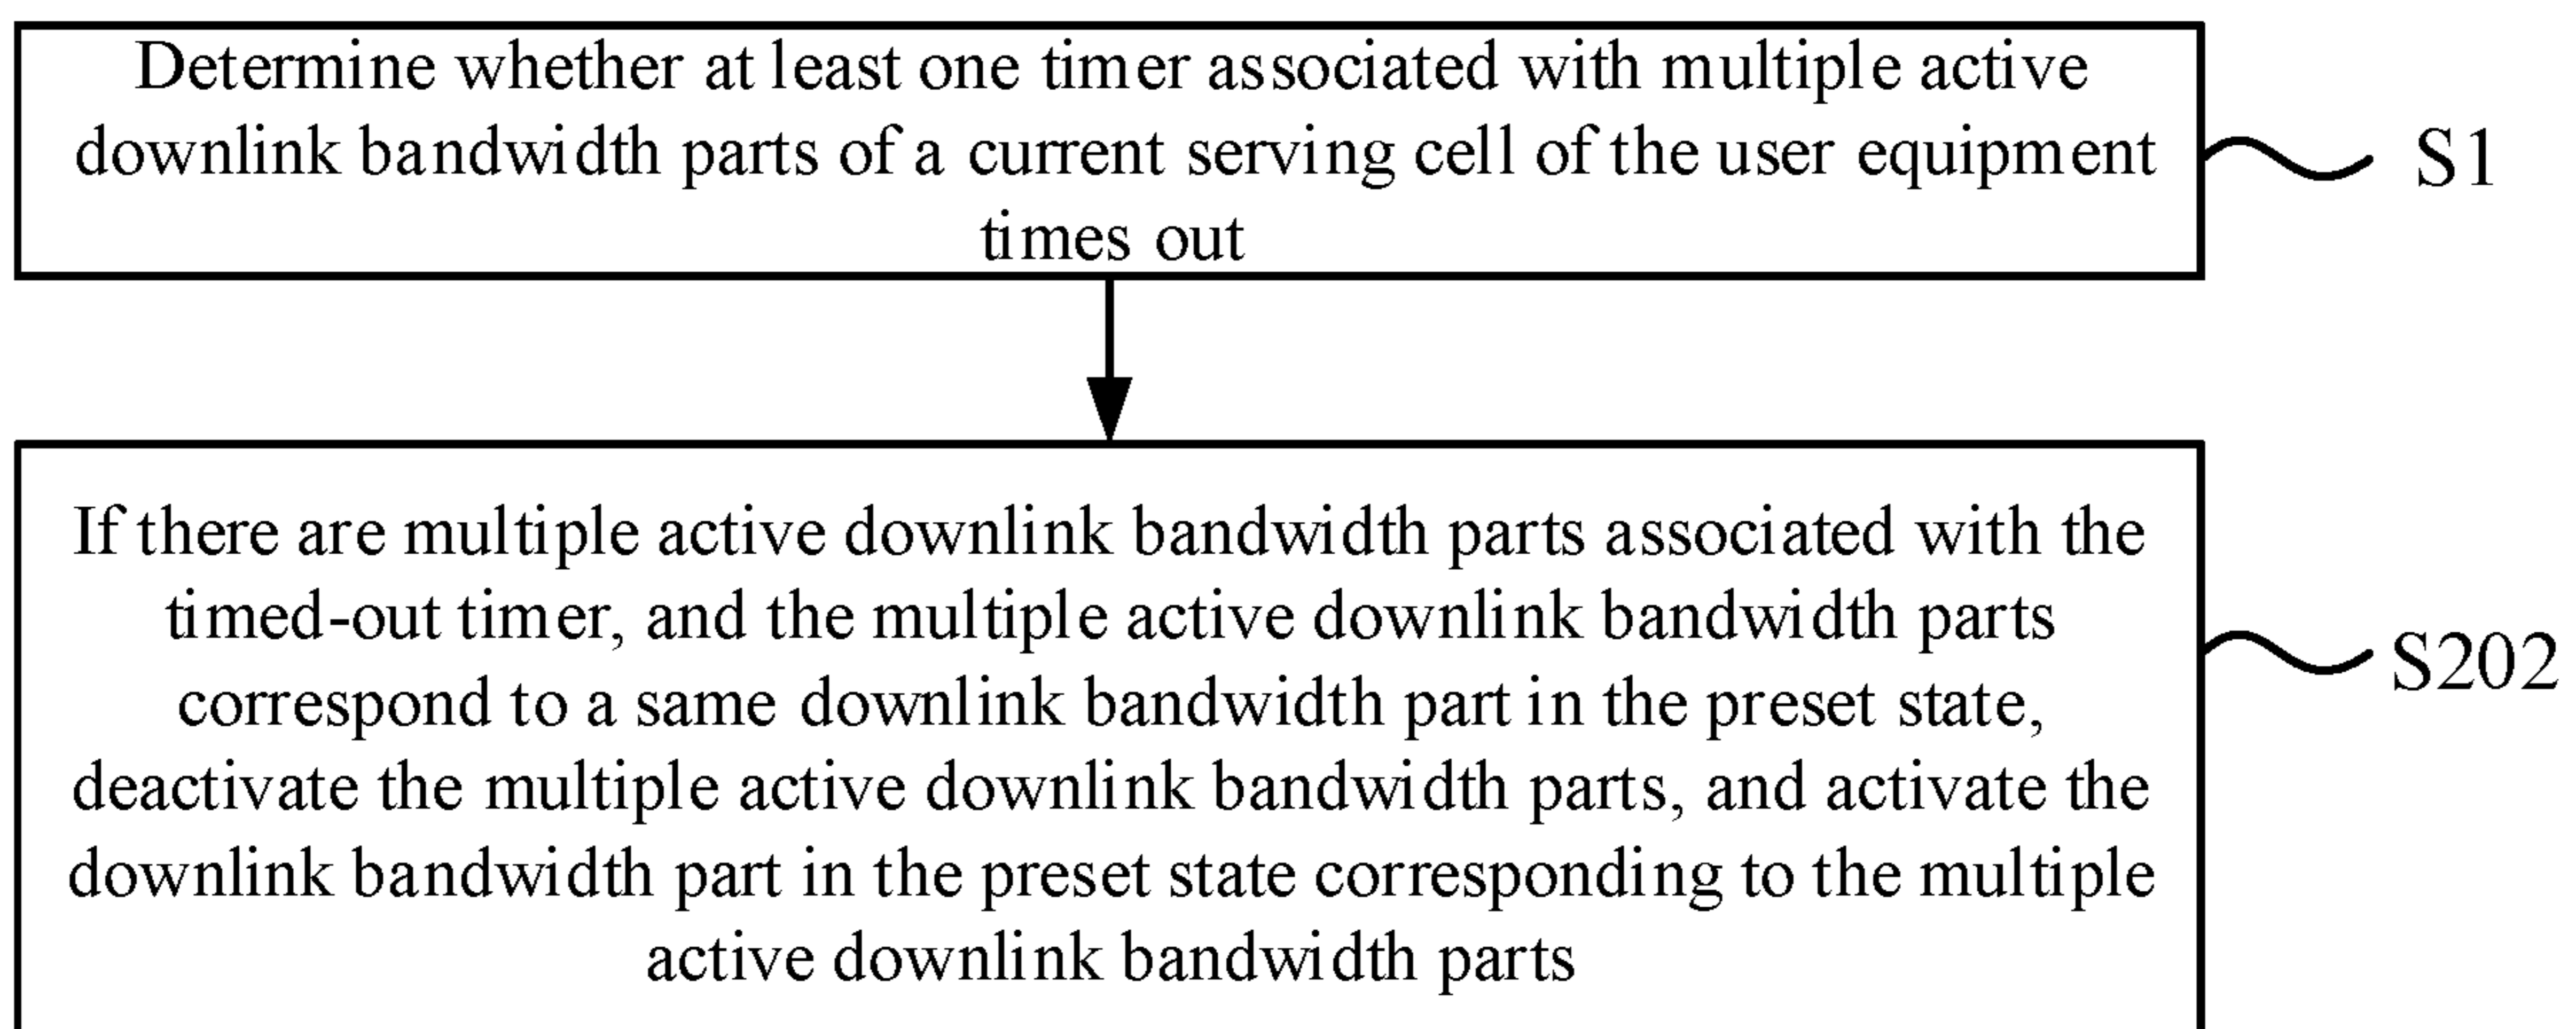 Determine whether at least one timer associated with multiple active
downlink bandwidth parts of a current serving cell of the user equipment
times out
S1
If there are multiple active downlink bandwidth parts associated with the
timed-out timer, and the multiple active downlink bandwidth parts
correspond to a same downlink bandwidth part in the preset state,
deactivate the multiple active downlink bandwidth parts, and activate the
downlink bandwidth part in the preset state corresponding to the multiple
active downlink bandwidth parts
S202